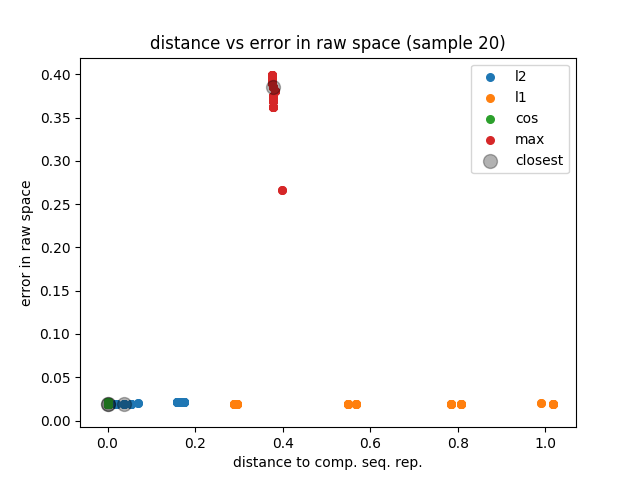 distance vs error in raw space (sample 20)
l2
l1
cos
max
closest
error in raw space
0.40
0.35
0.30
0.25
0.20
0.15
0.10
0.05
0.00
0.0 0.2 0.4 0.6 0.8 1.0
distance to comp. seq. rep.